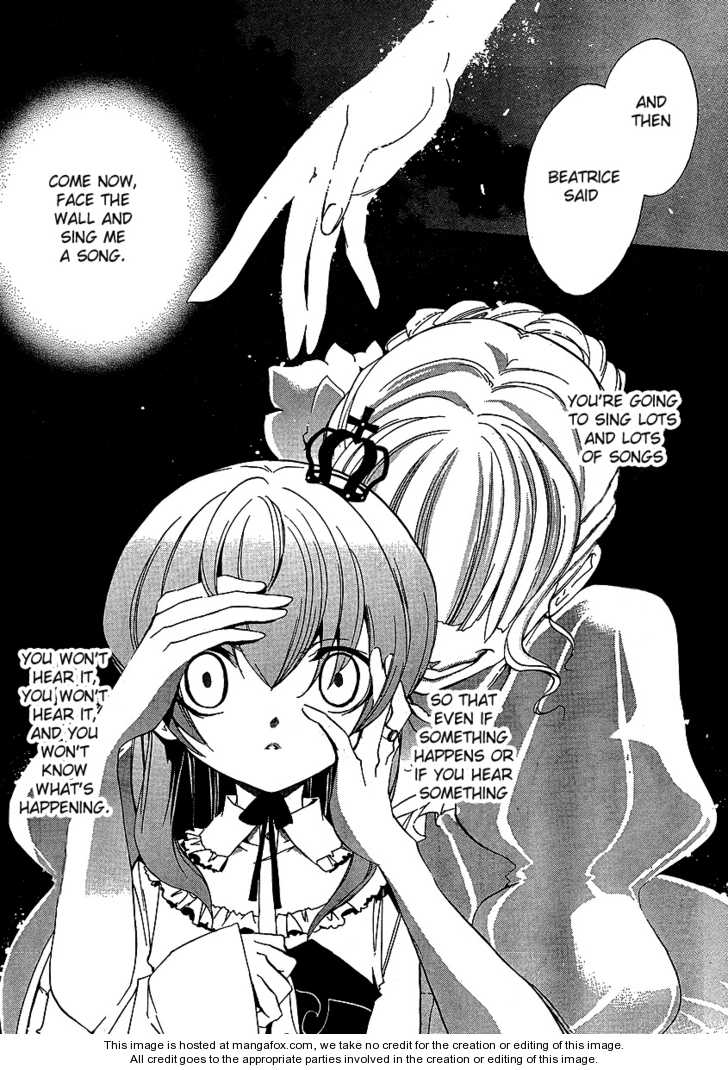 AND
THEN
BEATRICE
SAID
COME NOW,
FACE THE
WALL AND
SING ME
A SONG.
YOU'RE GOING
TO SING LOTS
AND LOTS
OF SONGS
SO THAT
EVEN IF
SOMETHING
HAPPENS OR
IF YOU HEAR
SOMETHING
YOU WON'T
HEAR IT,
YOU WON'T
HEAR IT,
AND YOU
WON'T
KNOW
WHAT'S
HAPPENING.
This image is hosted at mangafox.com, we take no credit for the creation or editing of this image.
All credit goes to the appropriate parties involved in the creation or editing of this image.